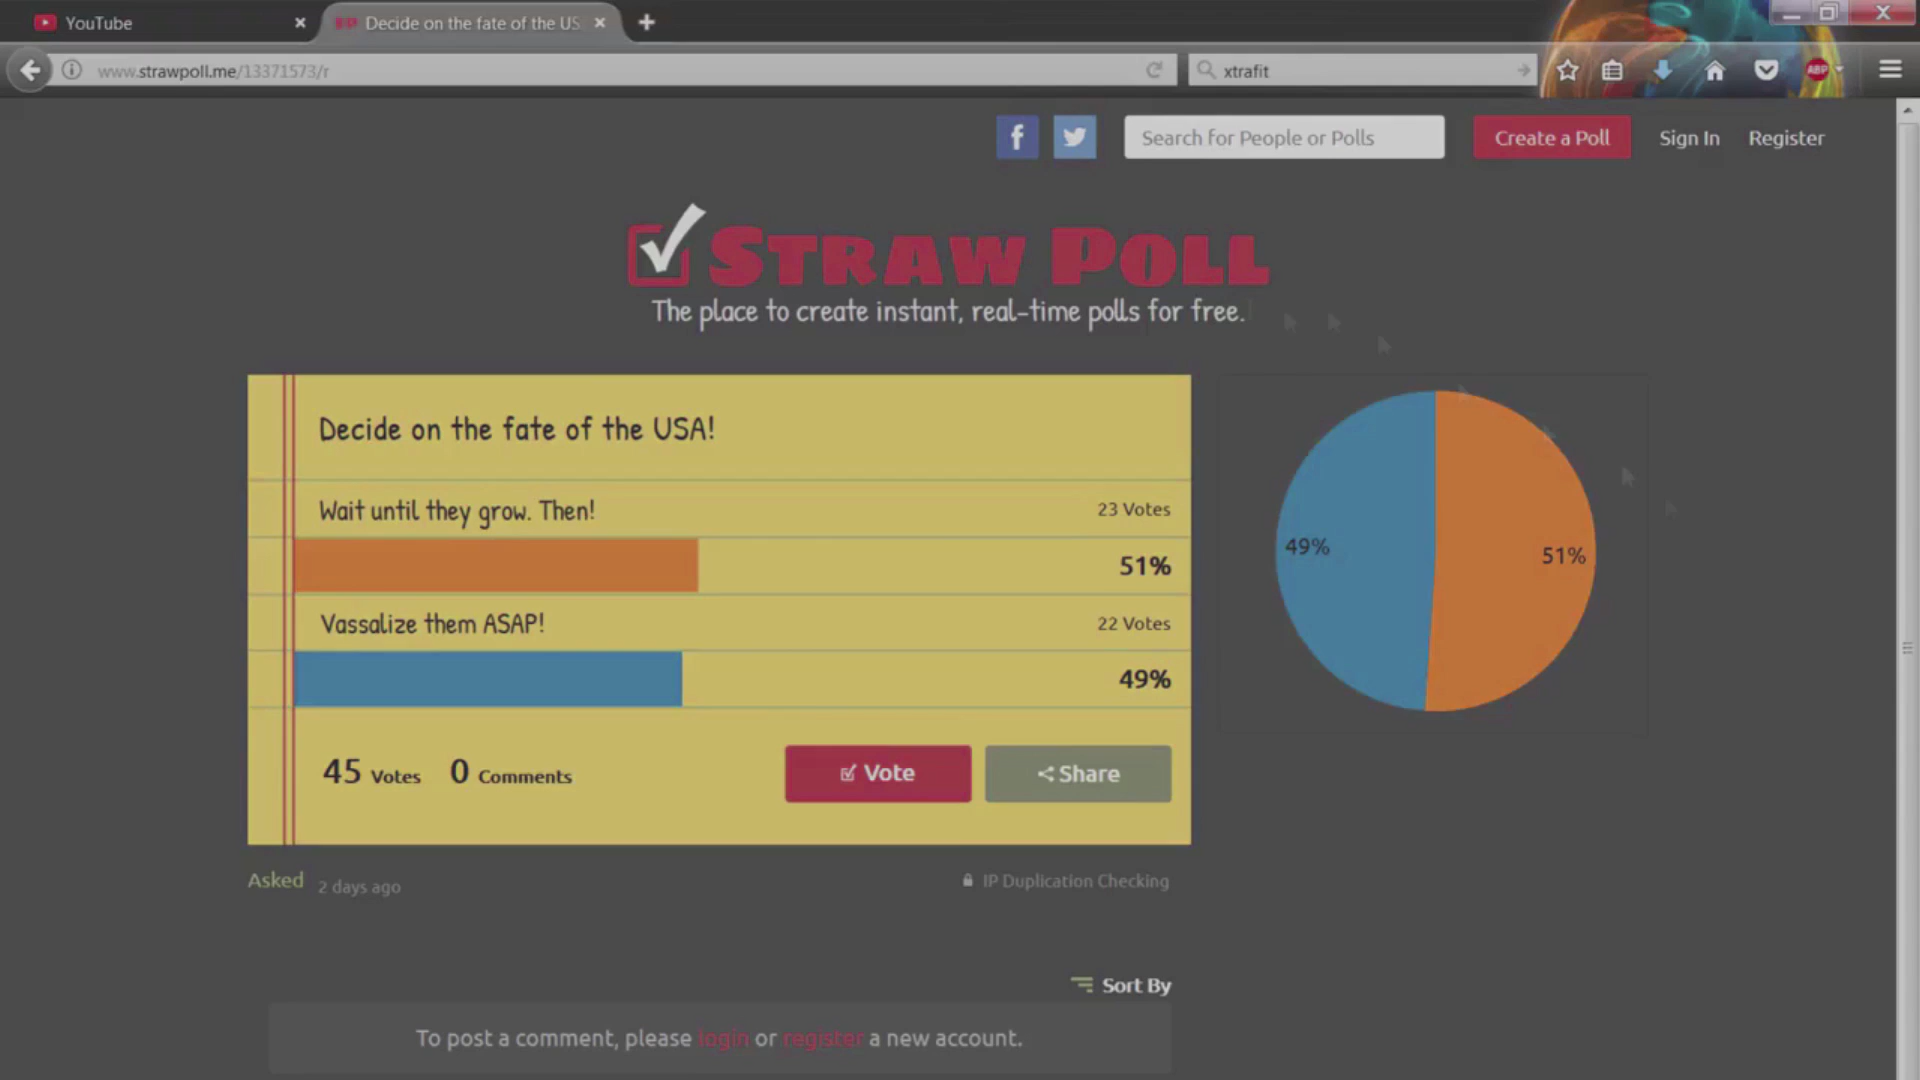 YouTube
Decide on the fate of the US
www.strawpoll.me/13371573/r
xtrafit
ABP
f
Search for People or Polls
Create a Poll
Sign In
Register
STRAW POLL
The place to create instant, real-time polls for free.
Decide on the fate of the USA!
Wait until they grow. Then!
23 Votes
51%
Vassalize them ASAP!
22 Votes
49%
49%
51%
45 Votes
0 Comments
Vote
Share
Asked 2 days ago
IP Duplication Checking
Sort By
To post a comment, please login or register a new account.